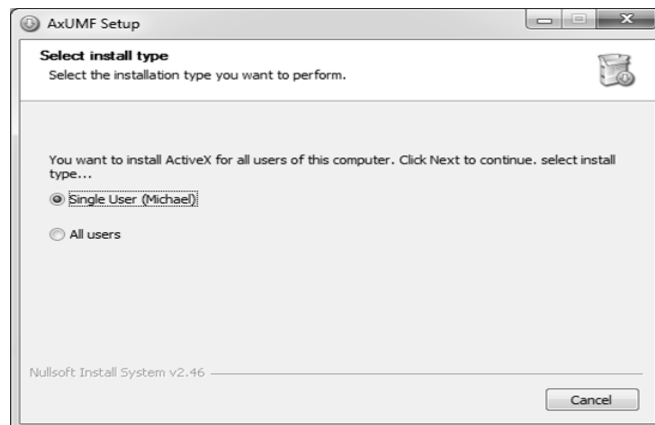 AxUMF Setup
Select install type
Select the installation type you want to perform.
You want to install ActiveX for all users of this computer. Click Next to continue. select install
type...
Single User (Michael)
All users
Nullsoft Install System v2.46
Cancel